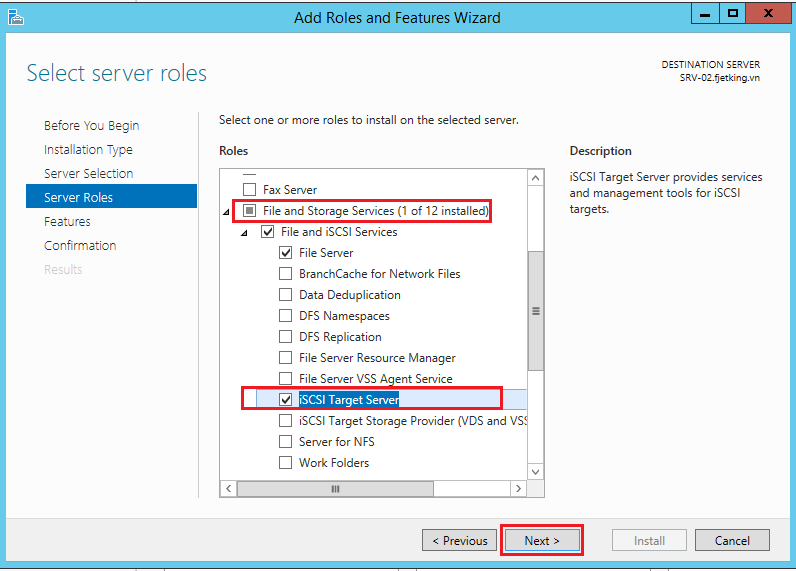 Add Roles and Features Wizard
Select server roles
DESTINATION SERVER
SRV-02.fjetking.vn
Before You Begin
Installation Type
Server Selection
Server Roles
Features
Confirmation
Results
Select one or more roles to install on the selected server.
Roles
Fax Server
File and Storage Services (1 of 12 installed)
File and iSCSI Services
File Server
BranchCache for Network Files
Data Deduplication
DFS Namespaces
DFS Replication
File Server Resource Manager
File Server VSS Agent Service
iSCSI Target Server
iSCSI Target Storage Provider (VDS and VSS
Server for NFS
Work Folders
Description
iSCSI Target Server provides services
and management tools for iSCSI
targets.
< Previous
Next >
Install
Cancel